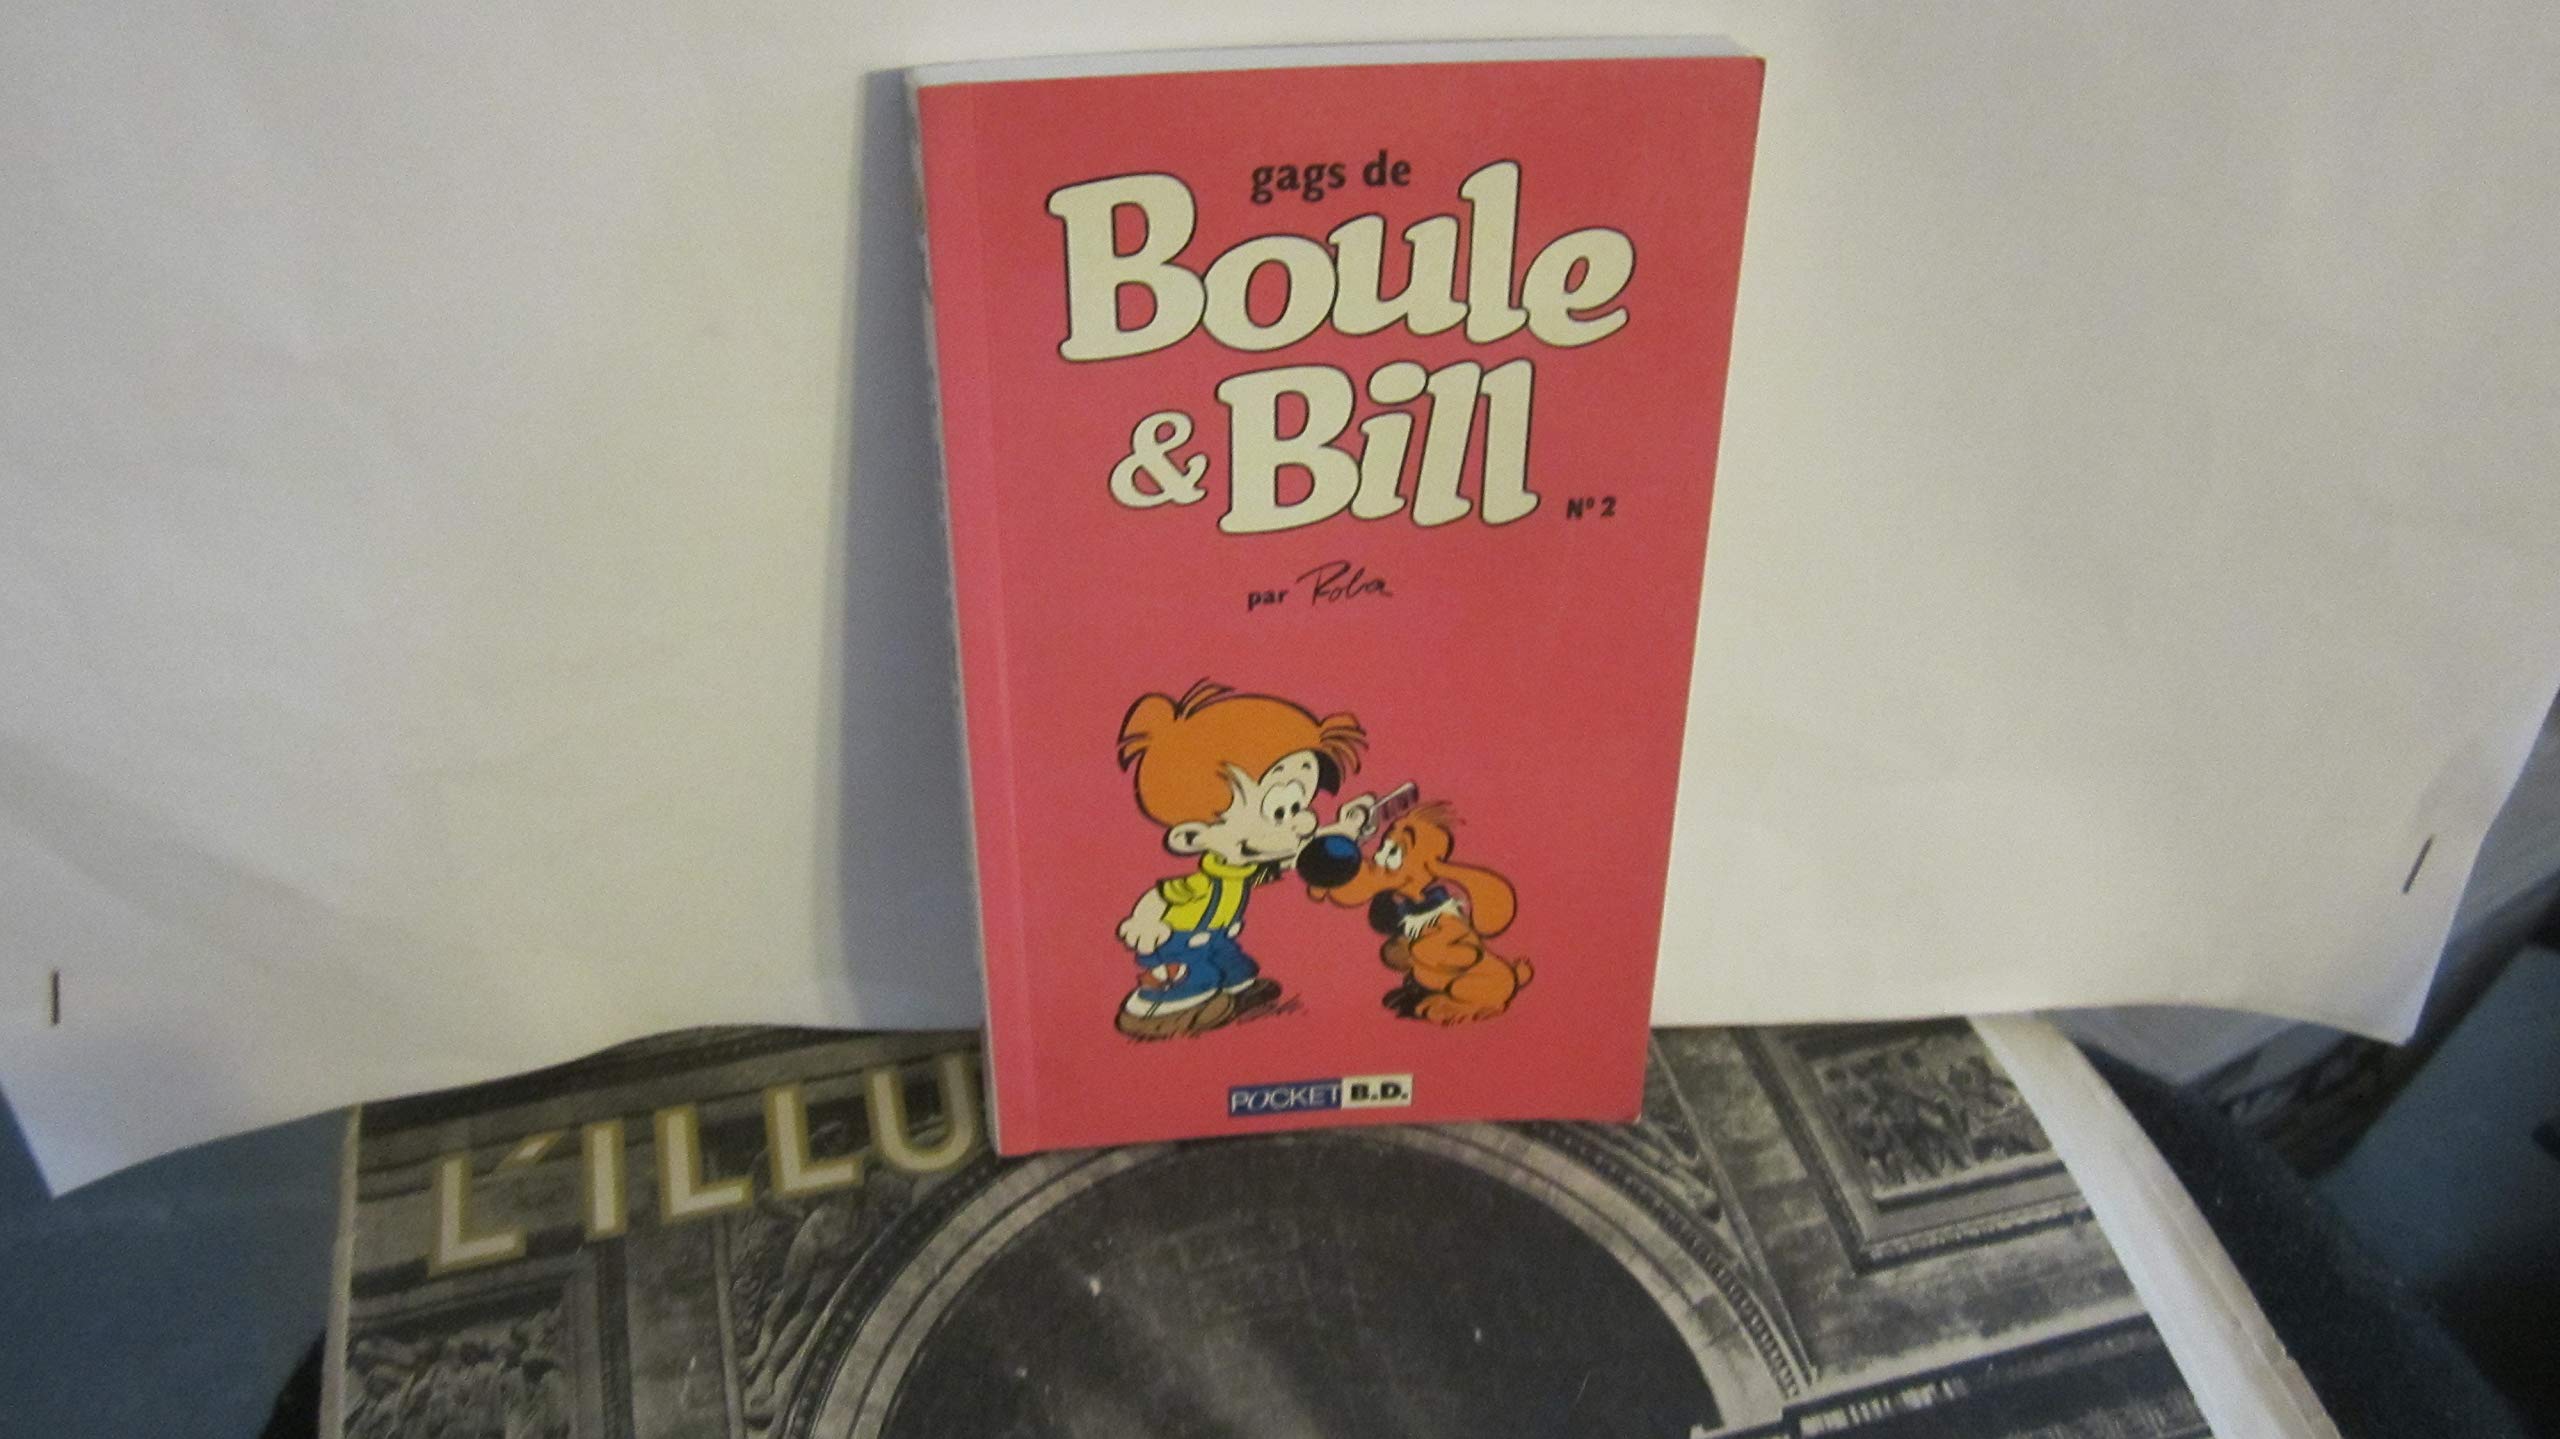 gags de
Boule
& Bill
N° 2
par Roba
POCKET B.D.
L'ILLU